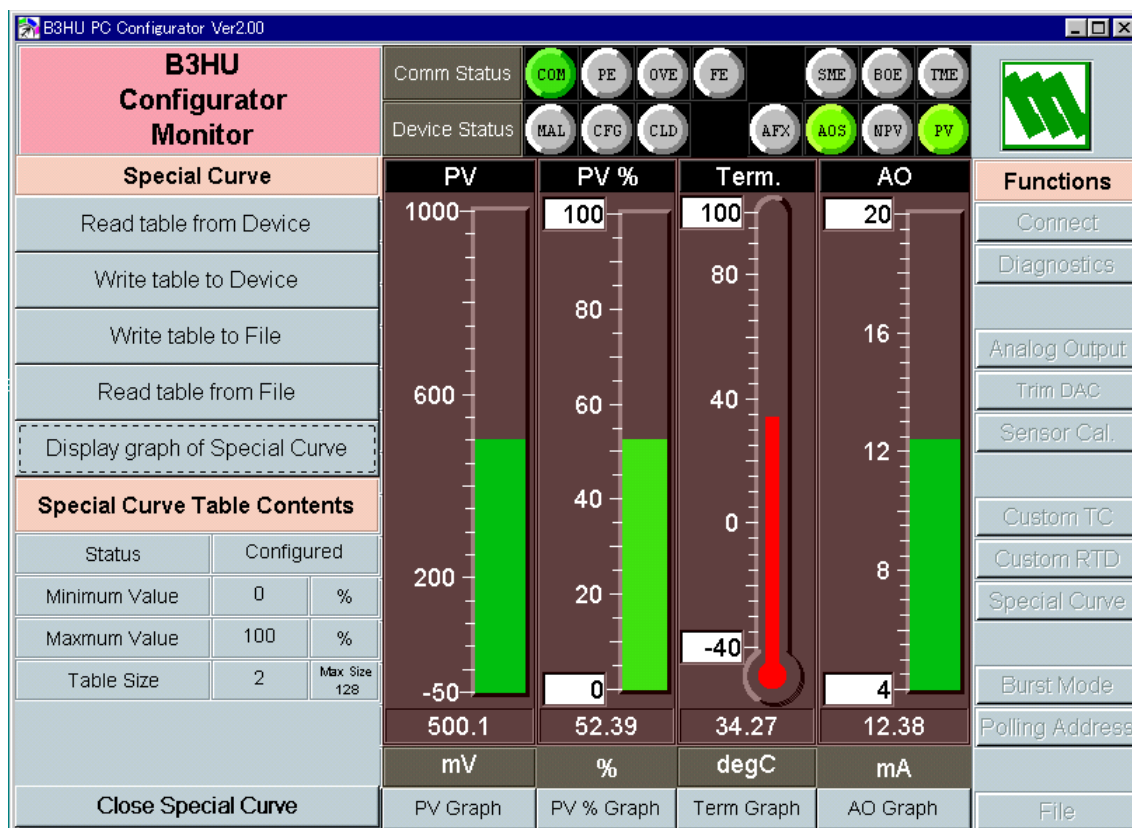 B3HU PC Configurator Ver2.00
B3HU
Configurator
Monitor
Comm Status COM PE OVE FE SME BOE TME
Device Status MAL CFG CLD AFX AOS NPV PV
Special Curve
Read table from Device
Write table to Device
Write table to File
Read table from File
Display graph of Special Curve
Special Curve Table Contents
Status Configured
Minimum Value 0 %
Maxmum Value 100 %
Table Size 2 Max Size 128
Close Special Curve
PV
1000
600
200
-50
500.1
mV
PV Graph
PV %
100
80
60
40
20
0
52.39
%
PV % Graph
Term.
100
80
40
0
-40
34.27
degC
Term Graph
AO
20
16
12
8
4
12.38
mA
AO Graph
Functions
Connect
Diagnostics
Analog Output
Trim DAC
Sensor Cal.
Custom TC
Custom RTD
Special Curve
Burst Mode
Polling Address
File